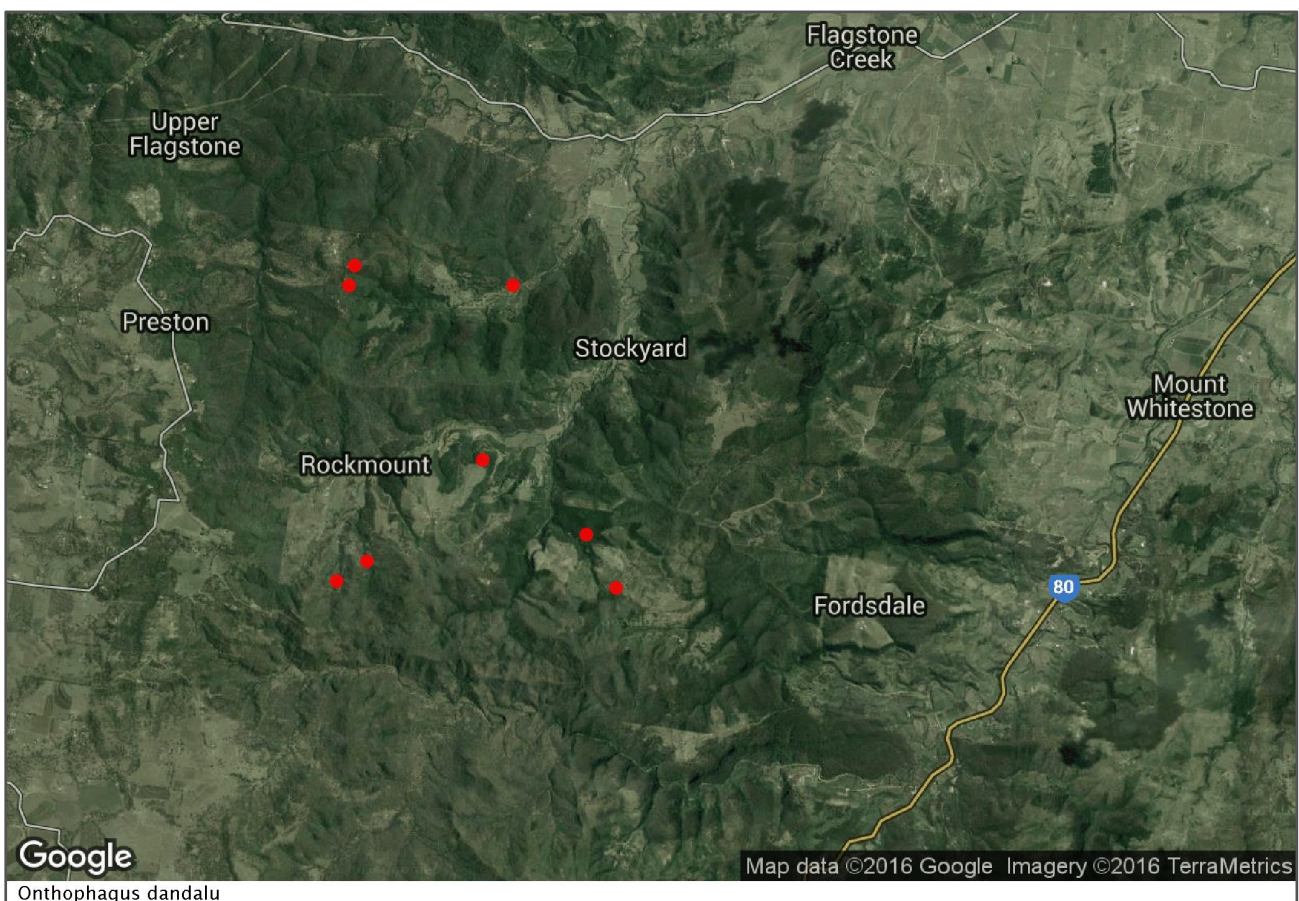 Flagstone
Creek
Upper
Flagstone
Preston
Stockyard
Mount
Whitestone
Rockmount
80
Fordsdale
Google
Map data ©2016 Google Imagery ©2016 TerraMetrics
Onthophagus dandalu